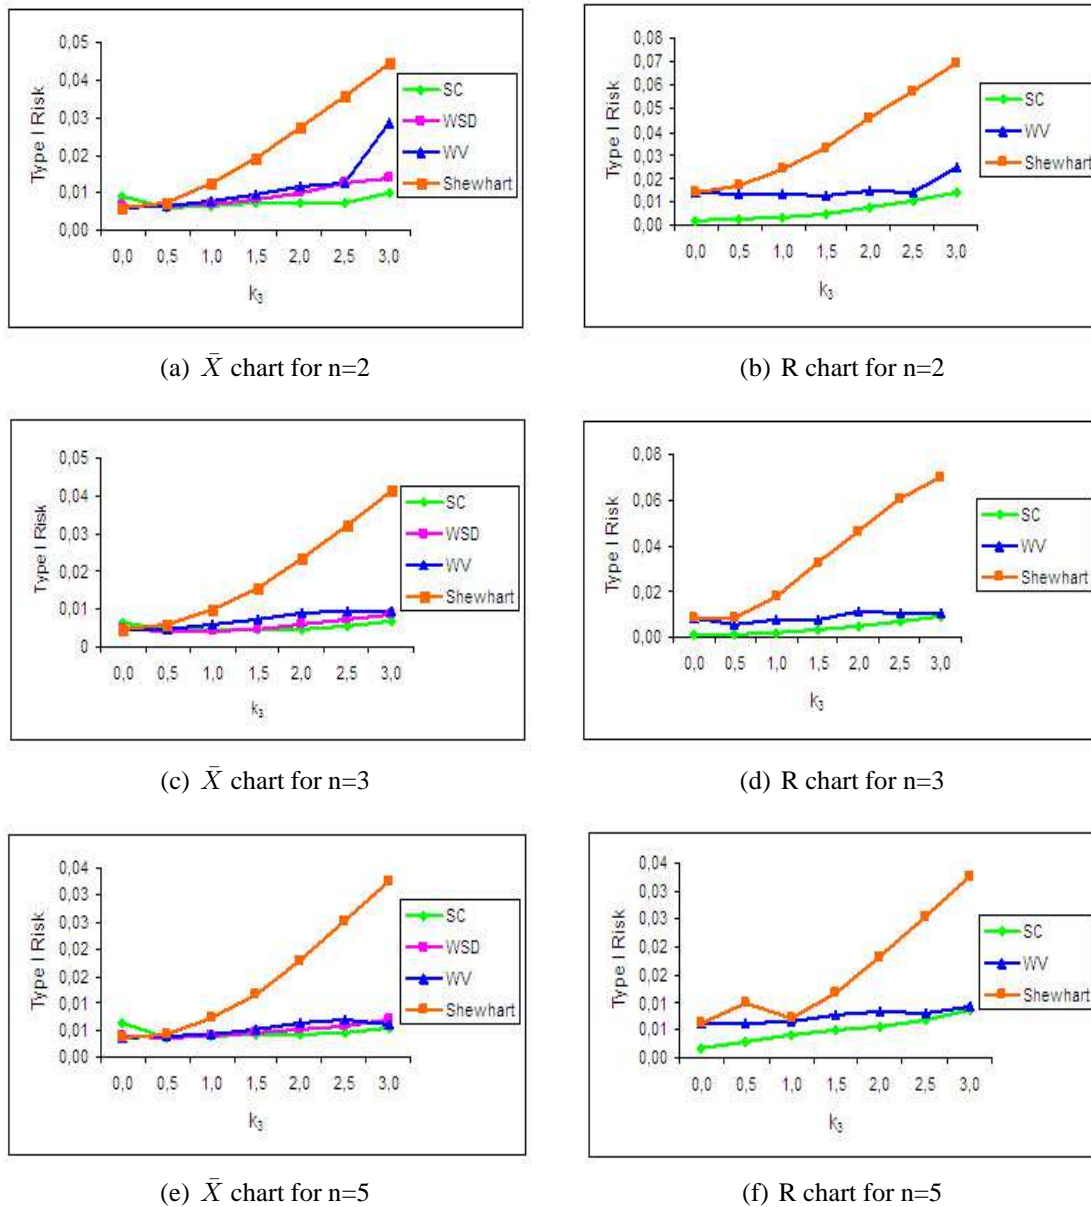 Type I Risk
0,05
0,04
0,03
0,02
0,01
0,00
0,0 0,5 1,0 1,5 2,0 2,5 3,0
k3
SC
WSD
WV
Shewhart
(a) X̄ chart for n=2
Type I Risk
0,08
0,07
0,06
0,05
0,04
0,03
0,02
0,01
0,00
0,0 0,5 1,0 1,5 2,0 2,5 3,0
k3
SC
WV
Shewhart
(b) R chart for n=2
Type I Risk
0,05
0,04
0,03
0,02
0,01
0
0,0 0,5 1,0 1,5 2,0 2,5 3,0
k3
SC
WSD
WV
Shewhart
(c) X̄ chart for n=3
Type I Risk
0,08
0,06
0,04
0,02
0,00
0,0 0,5 1,0 1,5 2,0 2,5 3,0
k3
SC
WV
Shewhart
(d) R chart for n=3
Type I Risk
0,04
0,03
0,03
0,02
0,02
0,01
0,01
0,00
0,0 0,5 1,0 1,5 2,0 2,5 3,0
k3
SC
WSD
WV
Shewhart
(e) X̄ chart for n=5
Type I Risk
0,04
0,03
0,03
0,02
0,02
0,01
0,01
0,00
0,0 0,5 1,0 1,5 2,0 2,5 3,0
k3
SC
WV
Shewhart
(f) R chart for n=5